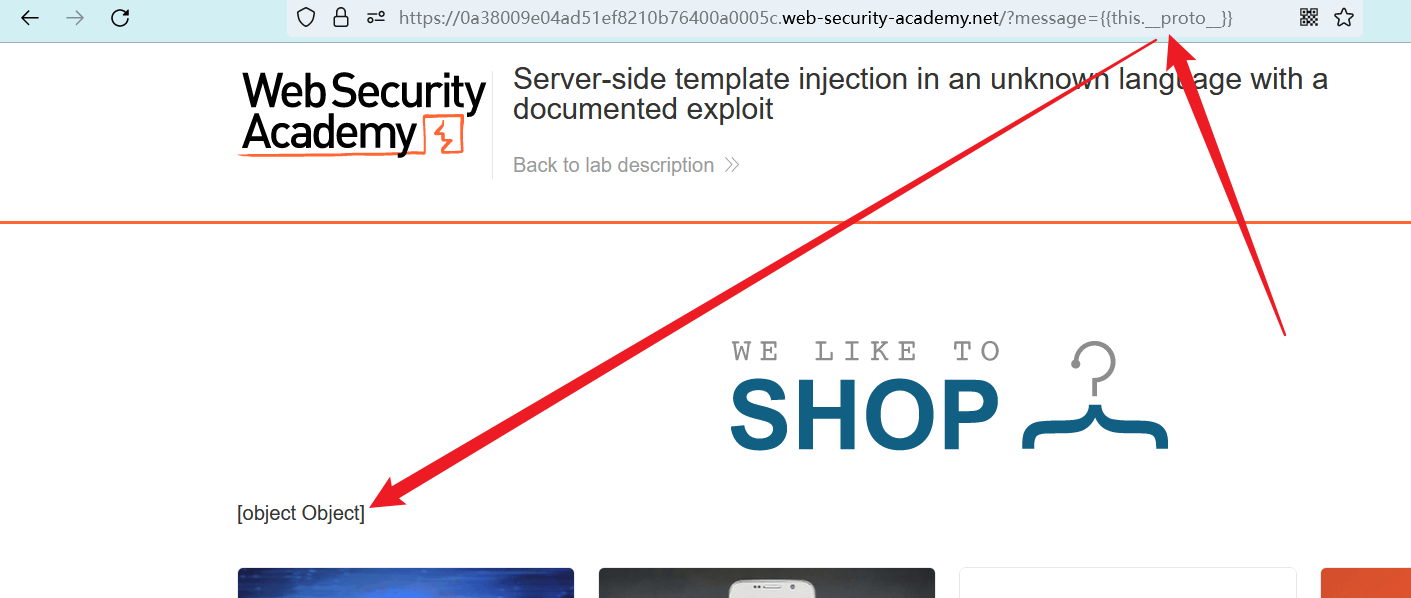 https://0a38009e04ad51ef8210b76400a0005c.web-security-academy.net/?message={{this.__proto__}}
Web Security
Academy
Server-side template injection in an unknown language with a
documented exploit
Back to lab description
WE LIKE TO
SHOP
[object Object]